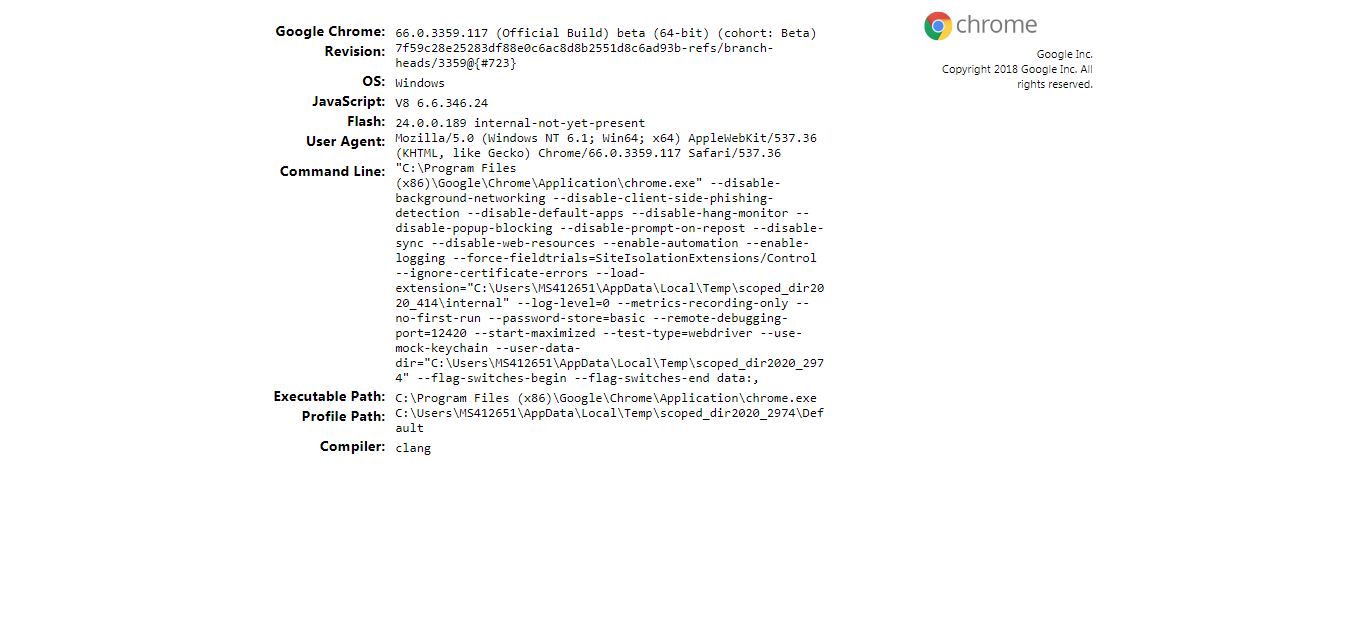 Google Chrome: 66.0.3359.117 (Official Build) beta (64-bit) (cohort: Beta)
Revision: 7f59c28e25283df88e0c6ac8d8b2551d8c6ad93b-refs/branch-
heads/3359@{#723}
OS: Windows
JavaScript: V8 6.6.346.24
Flash: 24.0.0.189 internal-not-yet-present
User Agent: Mozilla/5.0 (Windows NT 6.1; Win64; x64) AppleWebKit/537.36
(KHTML, like Gecko) Chrome/66.0.3359.117 Safari/537.36
Command Line: "C:\Program Files
(x86)\Google\Chrome\Application\chrome.exe" --disable-
background-networking --disable-client-side-phishing-
detection --disable-default-apps --disable-hang-monitor --
disable-popup-blocking --disable-prompt-on-repost --disable-
sync --disable-web-resources --enable-automation --enable-
logging --force-fieldtrials=SiteIsolationExtensions/Control
--ignore-certificate-errors --load-
extension="C:\Users\MS412651\AppData\Local\Temp\scoped_dir20
20_414\internal" --log-level=0 --metrics-recording-only --
no-first-run --password-store=basic --remote-debugging-
port=12420 --start-maximized --test-type=webdriver --use-
mock-keychain --user-data-
dir="C:\Users\MS412651\AppData\Local\Temp\scoped_dir2020_297
4" --flag-switches-begin --flag-switches-end data:,
Executable Path: C:\Program Files (x86)\Google\Chrome\Application\chrome.exe
Profile Path: C:\Users\MS412651\AppData\Local\Temp\scoped_dir2020_2974\Def
ault
Compiler: clang
chrome
Google Inc.
Copyright 2018 Google Inc. All
rights reserved.